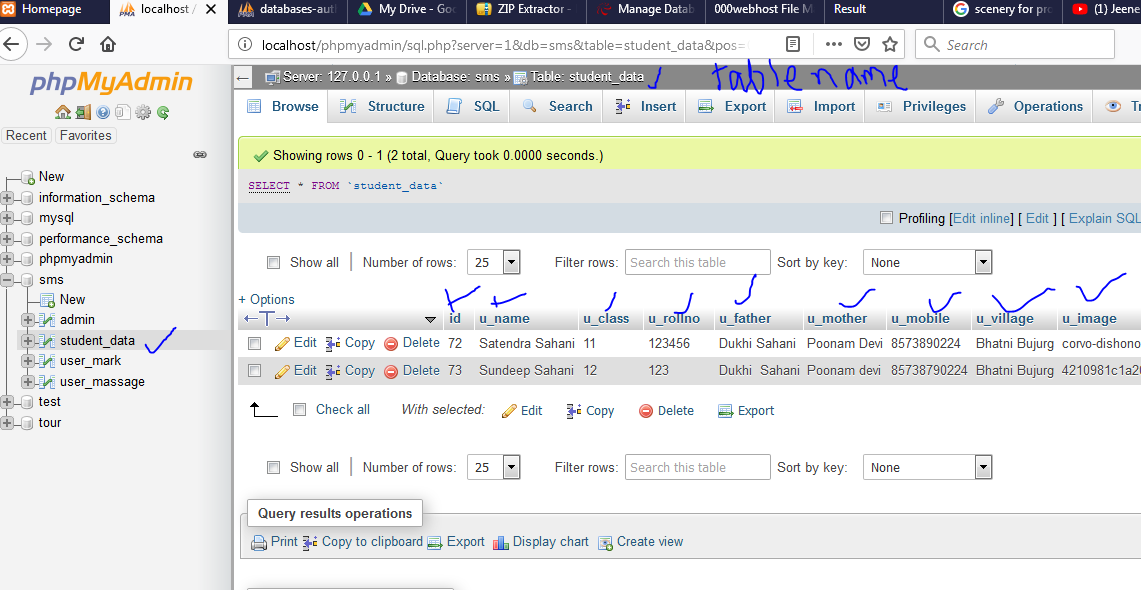 Homepage localhost / databases-aut My Drive - Go ZIP Extractor - Manage Datab 000webhost File M Result scenery for pr (1) Jeene
localhost/phpmyadmin/sql.php?server=1&db=sms&table=student_data&pos= Search
phpMyAdmin
Recent Favorites
New
information_schema
mysql
performance_schema
phpmyadmin
sms
New
admin
student_data
user_mark
user_massage
test
tour
Server: 127.0.0.1 » Database: sms » Table: student_data table name
Browse Structure SQL Search Insert Export Import Privileges Operations Tr
Showing rows 0 - 1 (2 total, Query took 0.0000 seconds.)
SELECT * FROM `student_data`
Profiling [Edit inline] [ Edit ] [ Explain SQL
Show all Number of rows: 25 Filter rows: Search this table Sort by key: None
+ Options
id u_name u_class u_rollno u_father u_mother u_mobile u_village u_image
Edit Copy Delete 72 Satendra Sahani 11 123456 Dukhi Sahani Poonam Devi 8573890224 Bhatni Bujurg corvo-dishono
Edit Copy Delete 73 Sundeep Sahani 12 123 Dukhi Sahani Poonam devi 85738790224 Bhatni Bujurg 4210981c1a20
Check all With selected: Edit Copy Delete Export
Show all Number of rows: 25 Filter rows: Search this table Sort by key: None
Query results operations
Print Copy to clipboard Export Display chart Create view